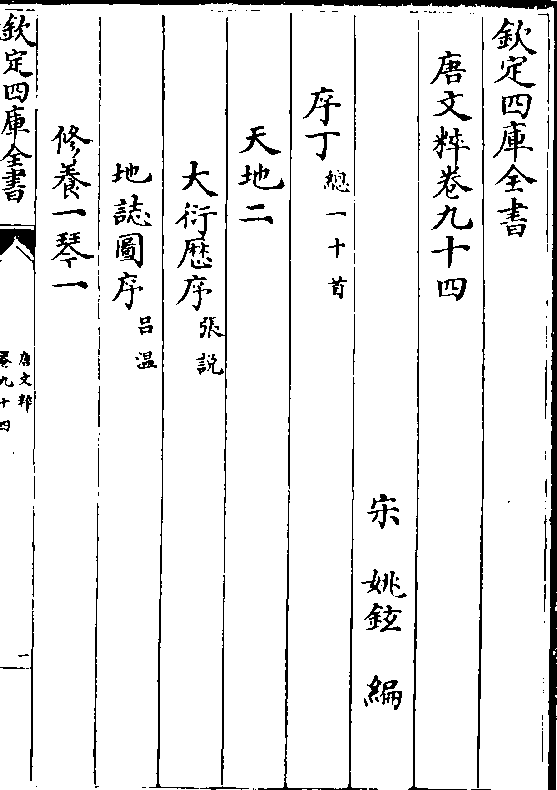 欽定四庫全書
唐文粹卷九十四
宋 姚鉉 編
序丁總一十首
天地二
大衍厯序張説
地誌圖序吕温
修養一琴一
欽定四庫全書
唐文粹
卷九十四
一